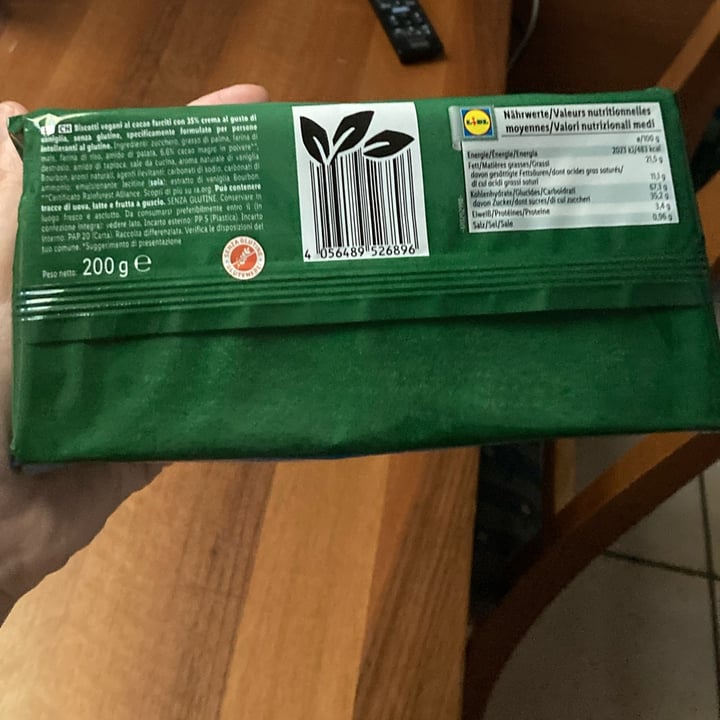 CH Biscotti vegani al cacao farciti con 35% crema al gusto di
vaniglia, senza glutine, specificamente formulate per persone
intolleranti al glutine. Ingredienti: zuccheri, grasso di palma, farina di
mais, farina di riso, amido di patate, 6,6% cacao magro in polvere**,
destrosio, amido di tapioca, sale da cucina, aroma naturale di vaniglia
Bourbon, aromi naturali, agenti lievitanti: carbonati di sodio, carbonati di
ammonio; emulsionante: lecitine (soia); estratto di vaniglia Bourbon.
**Certificato Rainforest Alliance. Scopri di più su ra.org. Può contenere
tracce di uova, latte e frutta a guscio. SENZA GLUTINE. Conservare in
luogo fresco e asciutto. Da consumarsi preferibilmente entro il (in
confezione integra): vedere lato. Incarto esterno: PP 5 (Plastica). Incarto
interno: PAP 20 (Carta). Raccolta differenziata. Verifica le disposizioni del
tuo comune. *Suggerimento di presentazione
Peso netto: 200 g e
SENZA GLUTINE
GLUTENFREI
4 056489 526896
LIDL
Nährwerte/Valeurs nutritionnelles
moyennes/Valori nutrizionali medi
ø/100 g
Energie/Énergie/Energia 2023 kJ/483 kcal
Fett/Matières grasses/Grassi 21,5 g
davon gesättigte Fettsäuren/dont acides gras saturés/
di cui acidi grassi saturi 11,1 g
Kohlenhydrate/Glucides/Carboidrati 67,3 g
davon Zucker/dont sucres/di cui zuccheri 35,2 g
Eiweiß/Protéines/Proteine 3,4 g
Salz/Sel/Sale 0,96 g